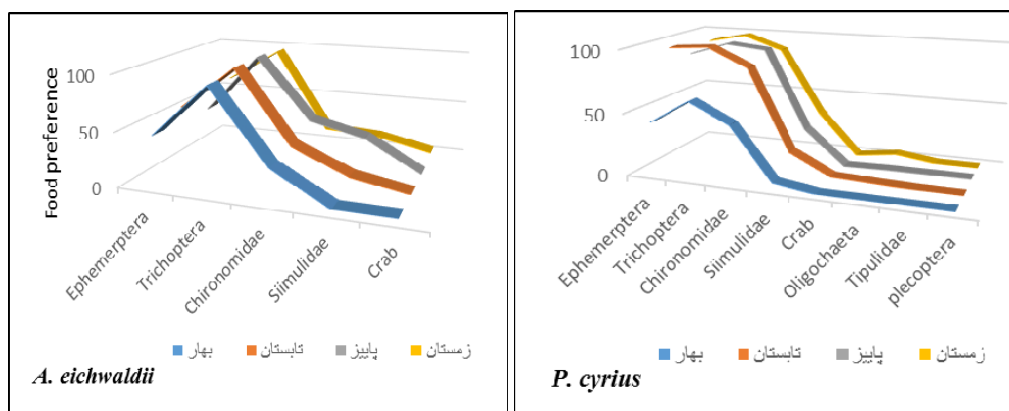 Food preference
100
50
0
Ephemerptera
Trichoptera
Chironomidae
Siimulidae
Crab
بهار
تابستان
پاییز
زمستان
A. eichwaldii
100
50
0
Ephemerptera
Trichoptera
Chironomidae
Siimulidae
Crab
Oligochaeta
Tipulidae
plecoptera
بهار
تابستان
پاییز
زمستان
P. cyrius